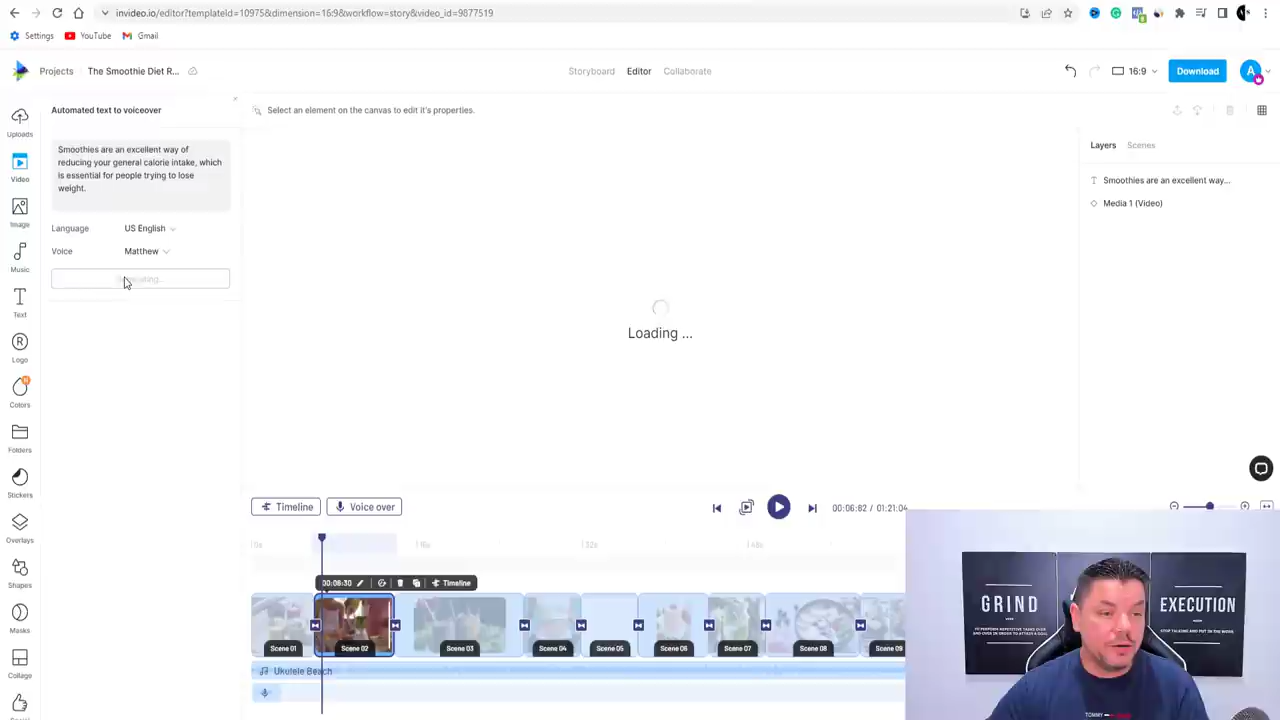 invideo.io/editor?templateId=10975&dimension=16:9&workflow=story&video_id=9877519
Settings
YouTube
Gmail
Projects
The Smoothie Diet R...
Storyboard
Editor
Collaborate
16:9
Download
A
Uploads
Video
Image
Music
Text
Logo
Colors
Folders
Stickers
Overlays
Shapes
Masks
Collage
Automated text to voiceover
Smoothies are an excellent way of
reducing your general calorie intake, which
is essential for people trying to lose
weight.
Language
US English
Voice
Matthew
Select an element on the canvas to edit it's properties.
Loading ...
Layers
Scenes
Smoothies are an excellent way...
Media 1 (Video)
Timeline
Voice over
00:06:82 / 01:21:04
0s
16s
32s
48s
00:08:30
Timeline
Scene 01
Scene 02
Scene 03
Scene 04
Scene 05
Scene 06
Scene 07
Scene 08
Scene 09
Ukulele Beach
GRIND
EXECUTION
TOMMY